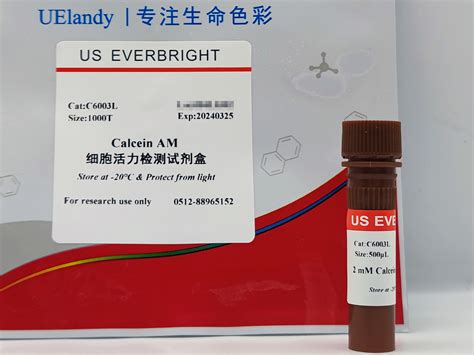 UElandy | 专注生命色彩
US EVERBRIGHT
Cat:C6003L
Size:1000T
Exp:20240325
Calcein AM
细胞活力检测试剂盒
Store at -20°C & Protect from light
For research use only
0512-88965152
US EVER
Cat:C6003L
Size:500μL
2 mM Calcein
Store at -20